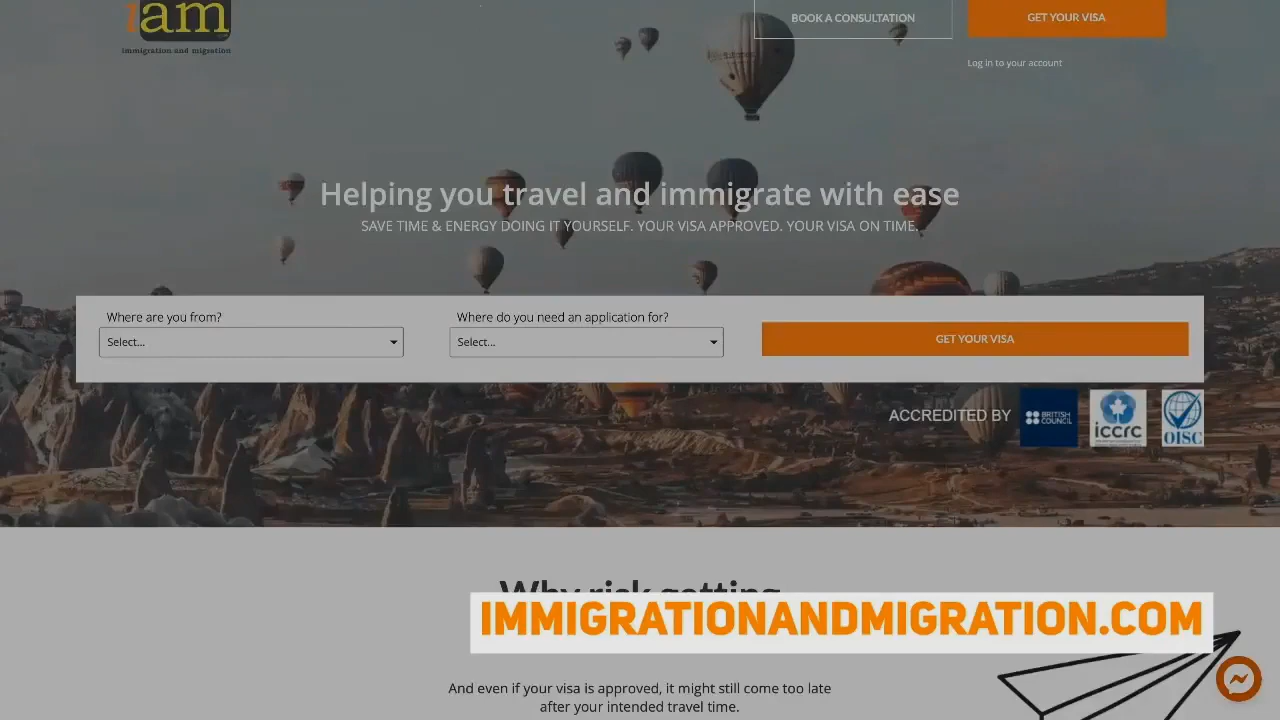 iam
immigration and migration
BOOK A CONSULTATION
GET YOUR VISA
Log in to your account
Helping you travel and immigrate with ease
SAVE TIME & ENERGY DOING IT YOURSELF. YOUR VISA APPROVED. YOUR VISA ON TIME.
Where are you from?
Where do you need an application for?
Select...
Select...
GET YOUR VISA
ACCREDITED BY
BRITISH
COUNCIL
iccrc
OISC
Why risk getting
IMMIGRATIONANDMIGRATION.COM
And even if your visa is approved, it might still come too late
after your intended travel time.